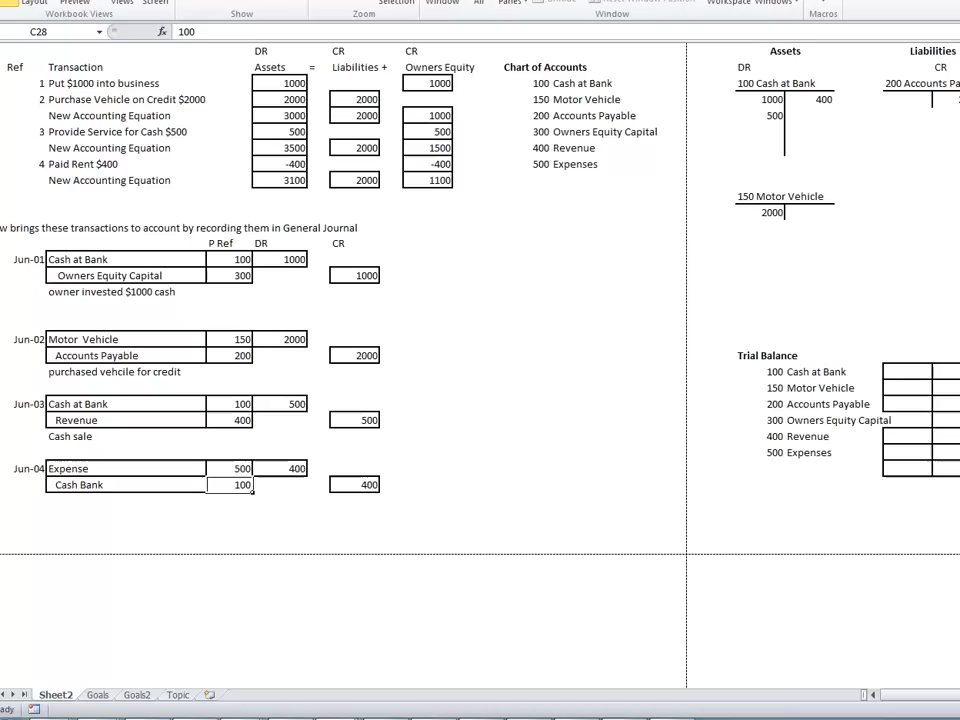 Layout Preview Views Screen Selection Window All Panes
Workbook Views Show Zoom Window Macros
C28 fx 100
DR CR CR Assets Liabilities
Ref Transaction Assets = Liabilities + Owners Equity Chart of Accounts DR CR
1 Put $1000 into business 1000 1000 100 Cash at Bank 100 Cash at Bank 200 Accounts Pa
2 Purchase Vehicle on Credit $2000 2000 2000 150 Motor Vehicle 1000 400
New Accounting Equation 3000 2000 1000 200 Accounts Payable 500
3 Provide Service for Cash $500 500 500 300 Owners Equity Capital
New Accounting Equation 3500 2000 1500 400 Revenue
4 Paid Rent $400 -400 -400 500 Expenses
New Accounting Equation 3100 2000 1100
150 Motor Vehicle
2000
w brings these transactions to account by recording them in General Journal
P Ref DR CR
Jun-01 Cash at Bank 100 1000
Owners Equity Capital 300 1000
owner invested $1000 cash
Jun-02 Motor Vehicle 150 2000
Accounts Payable 200 2000
purchased vehcile for credit
Jun-03 Cash at Bank 100 500
Revenue 400 500
Cash sale
Jun-04 Expense 500 400
Cash Bank 100 400
Trial Balance
100 Cash at Bank
150 Motor Vehicle
200 Accounts Payable
300 Owners Equity Capital
400 Revenue
500 Expenses
Sheet2 Goals Goals2 Topic
ady